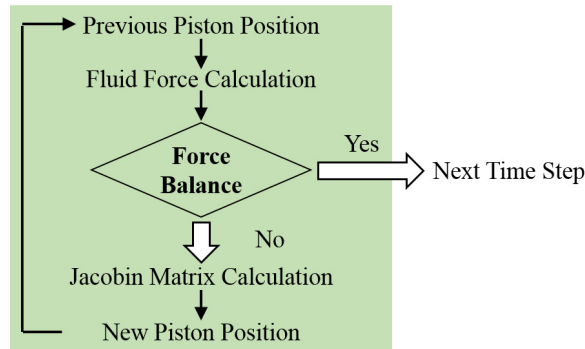 Previous Piston Position
Fluid Force Calculation
Force
Balance
Yes
Next Time Step
No
Jacobin Matrix Calculation
New Piston Position